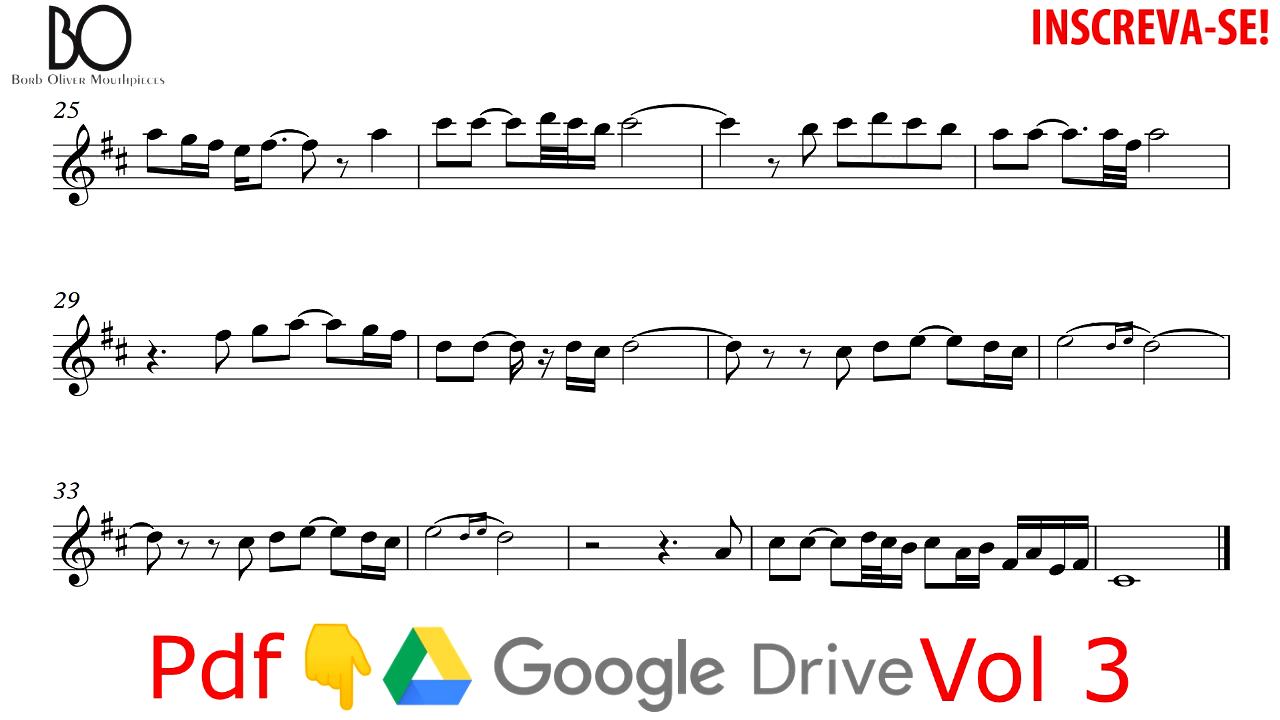 BO
INSCREVA-SE!
Borb Oliver Mouthpieces
25
29
33
Pdf Google Drive Vol 3